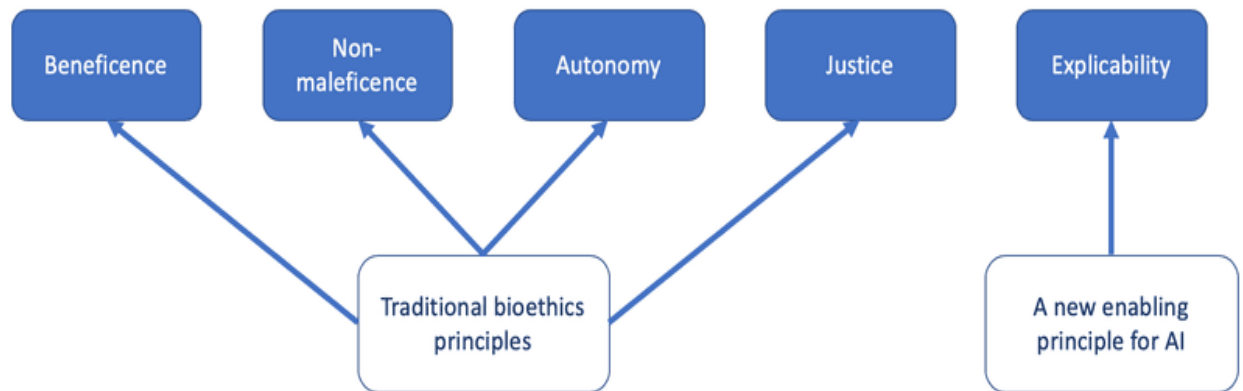 Beneficence
Non-
maleficence
Autonomy
Justice
Explicability
Traditional bioethics
principles
A new enabling
principle for AI